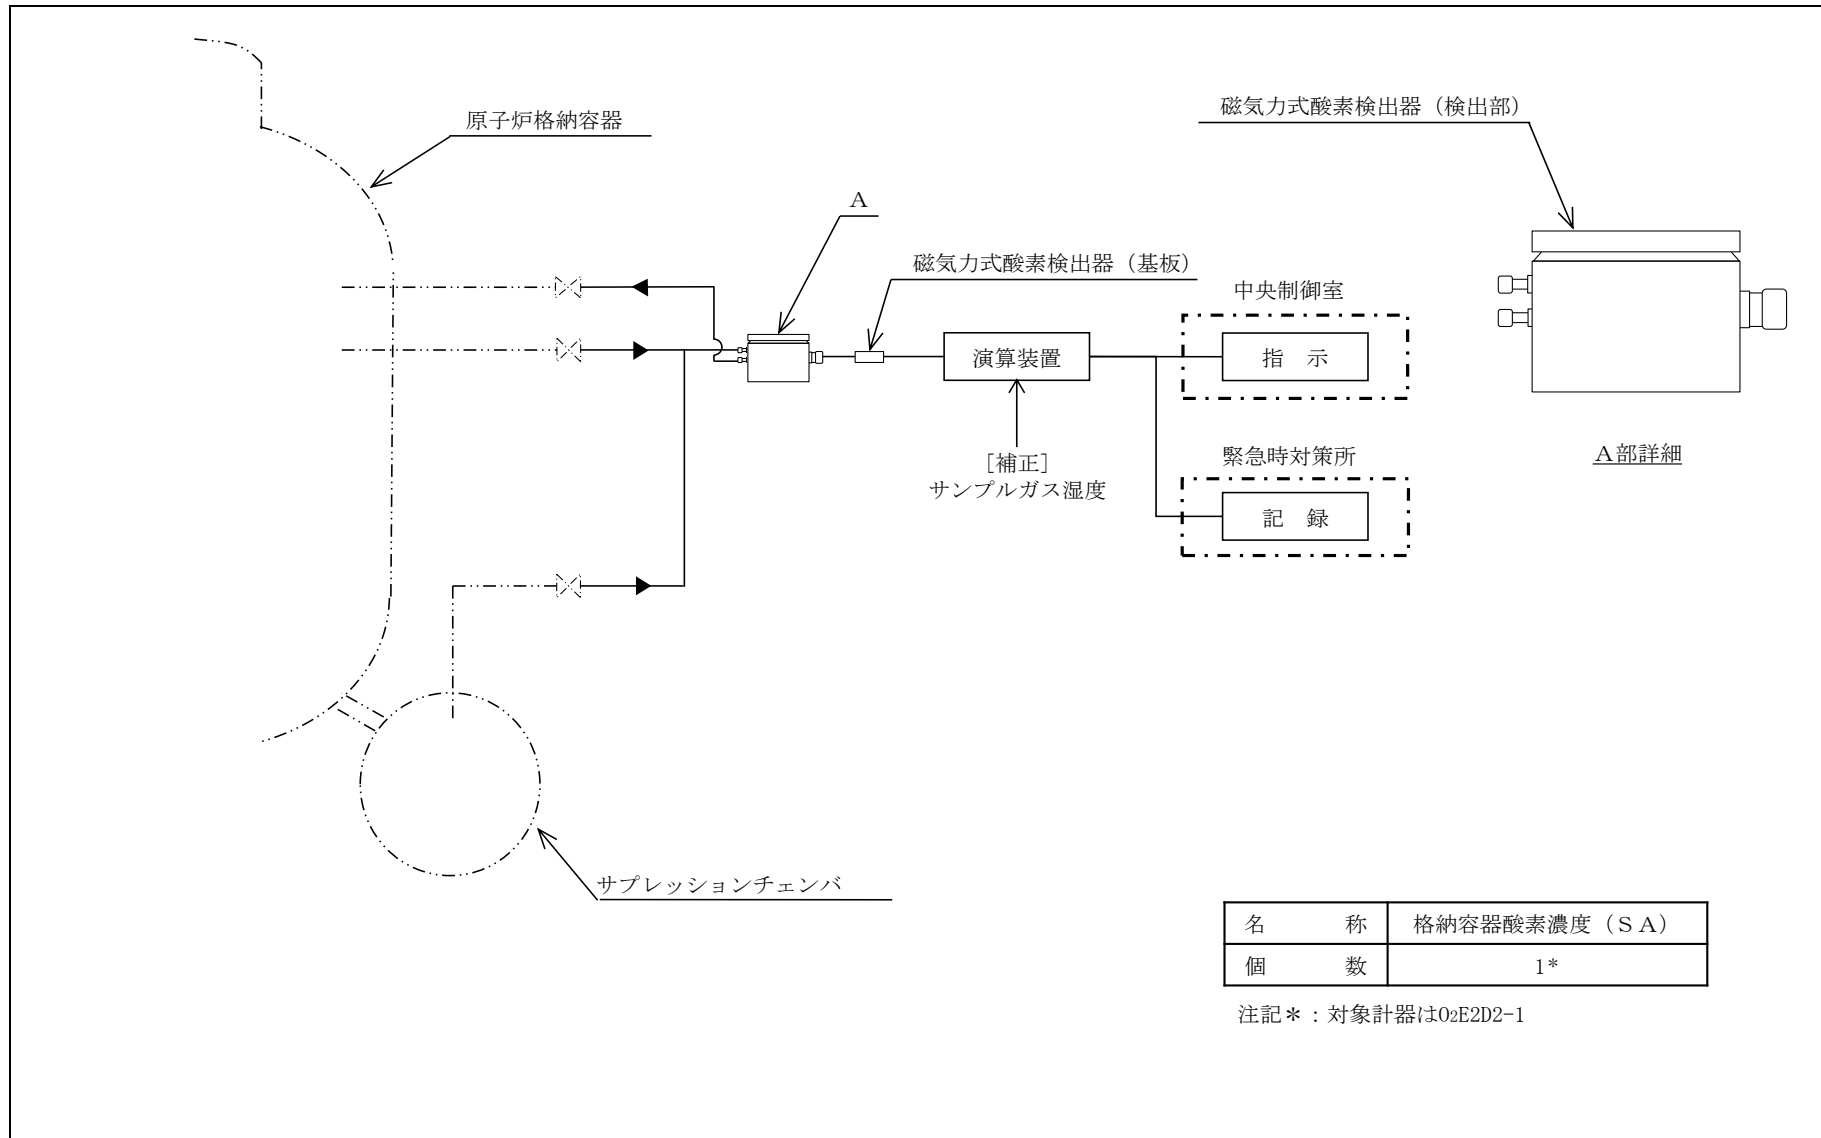 原子炉格納容器
磁気力式酸素検出器（検出部）
A
磁気力式酸素検出器（基板）
中央制御室
演算装置
指　示
［補正］
サンプルガス湿度
緊急時対策所
記　録
A部詳細
サプレッションチェンバ
名　称　格納容器酸素濃度（ＳＡ）
個　数　1*
注記＊：対象計器はO2E2D2-1